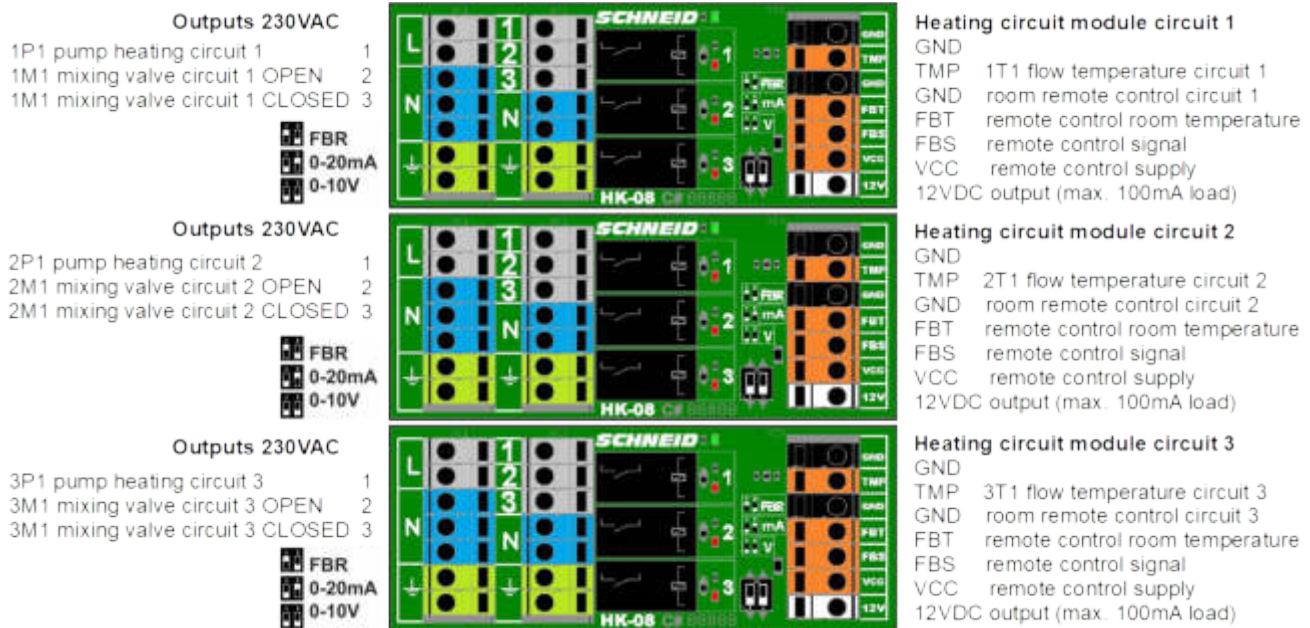 Outputs 230VAC
1P1 pump heating circuit 1 1
1M1 mixing valve circuit 1 OPEN 2
1M1 mixing valve circuit 1 CLOSED 3
FBR
0-20mA
0-10V
SCHNEID
L
N
1
2
3
N
1
2
3
FBR
mA
V
HK-08 C#
GND
TMP
GND
FBT
FBS
VCC
12V
Heating circuit module circuit 1
GND
TMP 1T1 flow temperature circuit 1
GND room remote control circuit 1
FBT remote control room temperature
FBS remote control signal
VCC remote control supply
12VDC output (max. 100mA load)
Outputs 230VAC
2P1 pump heating circuit 2 1
2M1 mixing valve circuit 2 OPEN 2
2M1 mixing valve circuit 2 CLOSED 3
FBR
0-20mA
0-10V
SCHNEID
L
N
1
2
3
N
1
2
3
FBR
mA
V
HK-08 C#
GND
TMP
GND
FBT
FBS
VCC
12V
Heating circuit module circuit 2
GND
TMP 2T1 flow temperature circuit 2
GND room remote control circuit 2
FBT remote control room temperature
FBS remote control signal
VCC remote control supply
12VDC output (max. 100mA load)
Outputs 230VAC
3P1 pump heating circuit 3 1
3M1 mixing valve circuit 3 OPEN 2
3M1 mixing valve circuit 3 CLOSED 3
FBR
0-20mA
0-10V
SCHNEID
L
N
1
2
3
N
1
2
3
FBR
mA
V
HK-08 C#
GND
TMP
GND
FBT
FBS
VCC
12V
Heating circuit module circuit 3
GND
TMP 3T1 flow temperature circuit 3
GND room remote control circuit 3
FBT remote control room temperature
FBS remote control signal
VCC remote control supply
12VDC output (max. 100mA load)